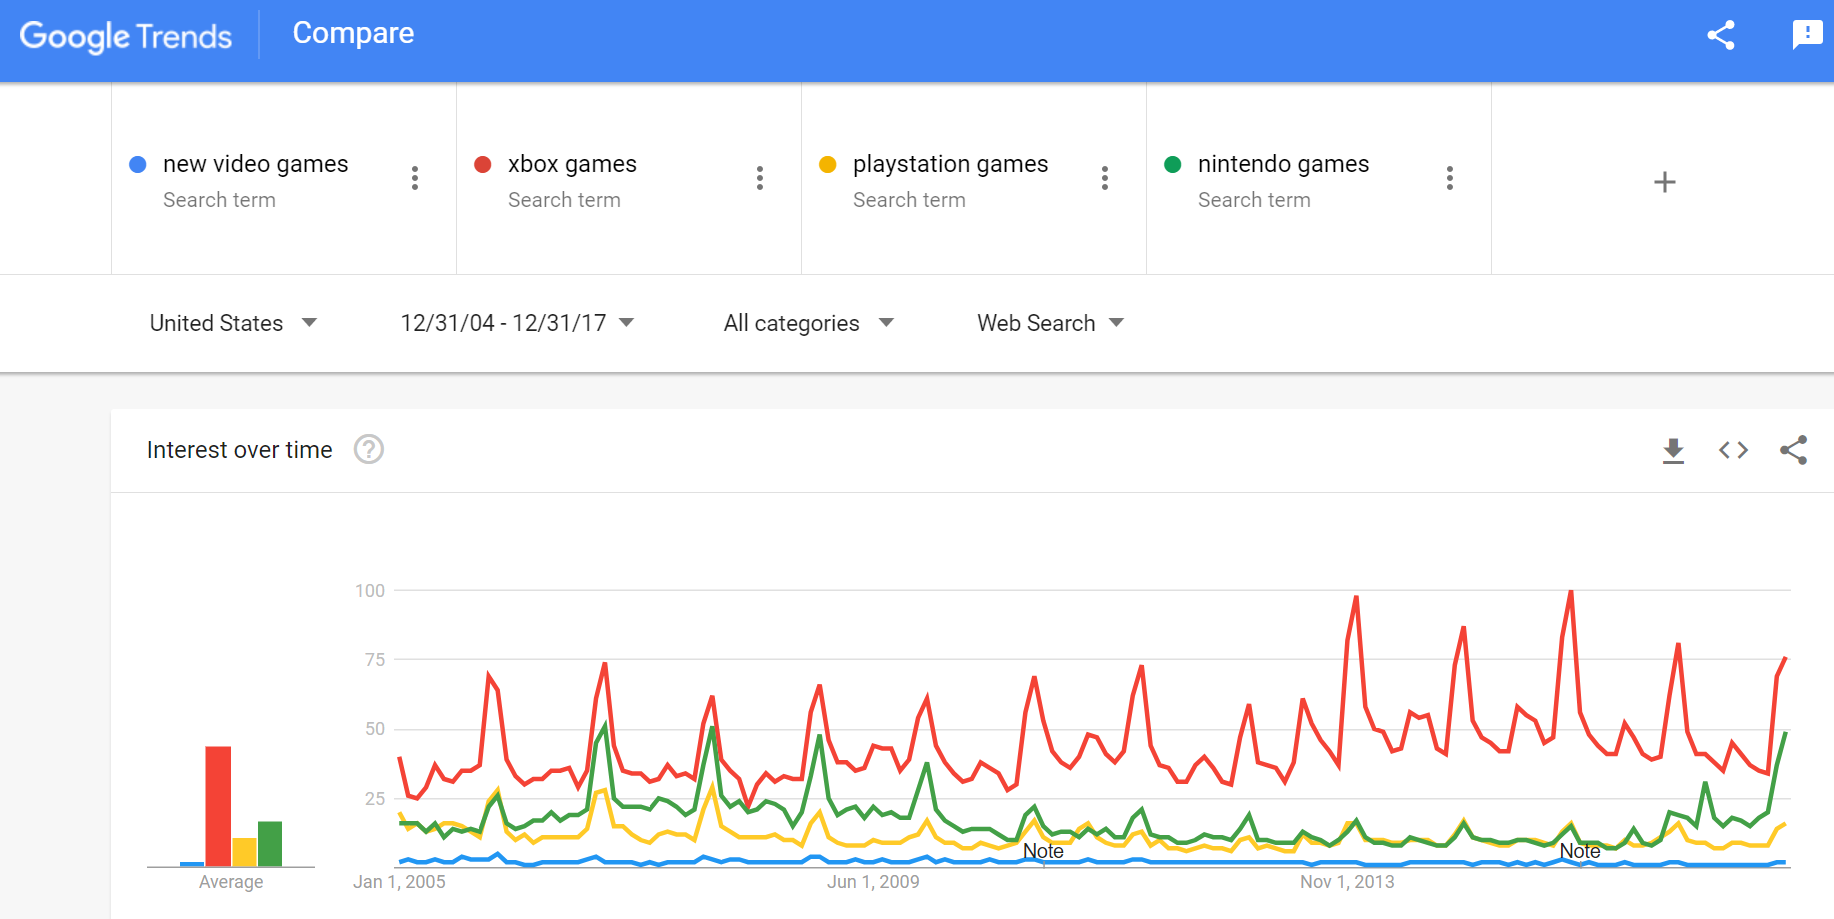 Google Trends
Compare
new video games
Search term
xbox games
Search term
playstation games
Search term
nintendo games
Search term
United States
12/31/04 - 12/31/17
All categories
Web Search
Interest over time
100
75
50
25
Note
Note
Average
Jan 1, 2005
Jun 1, 2009
Nov 1, 2013